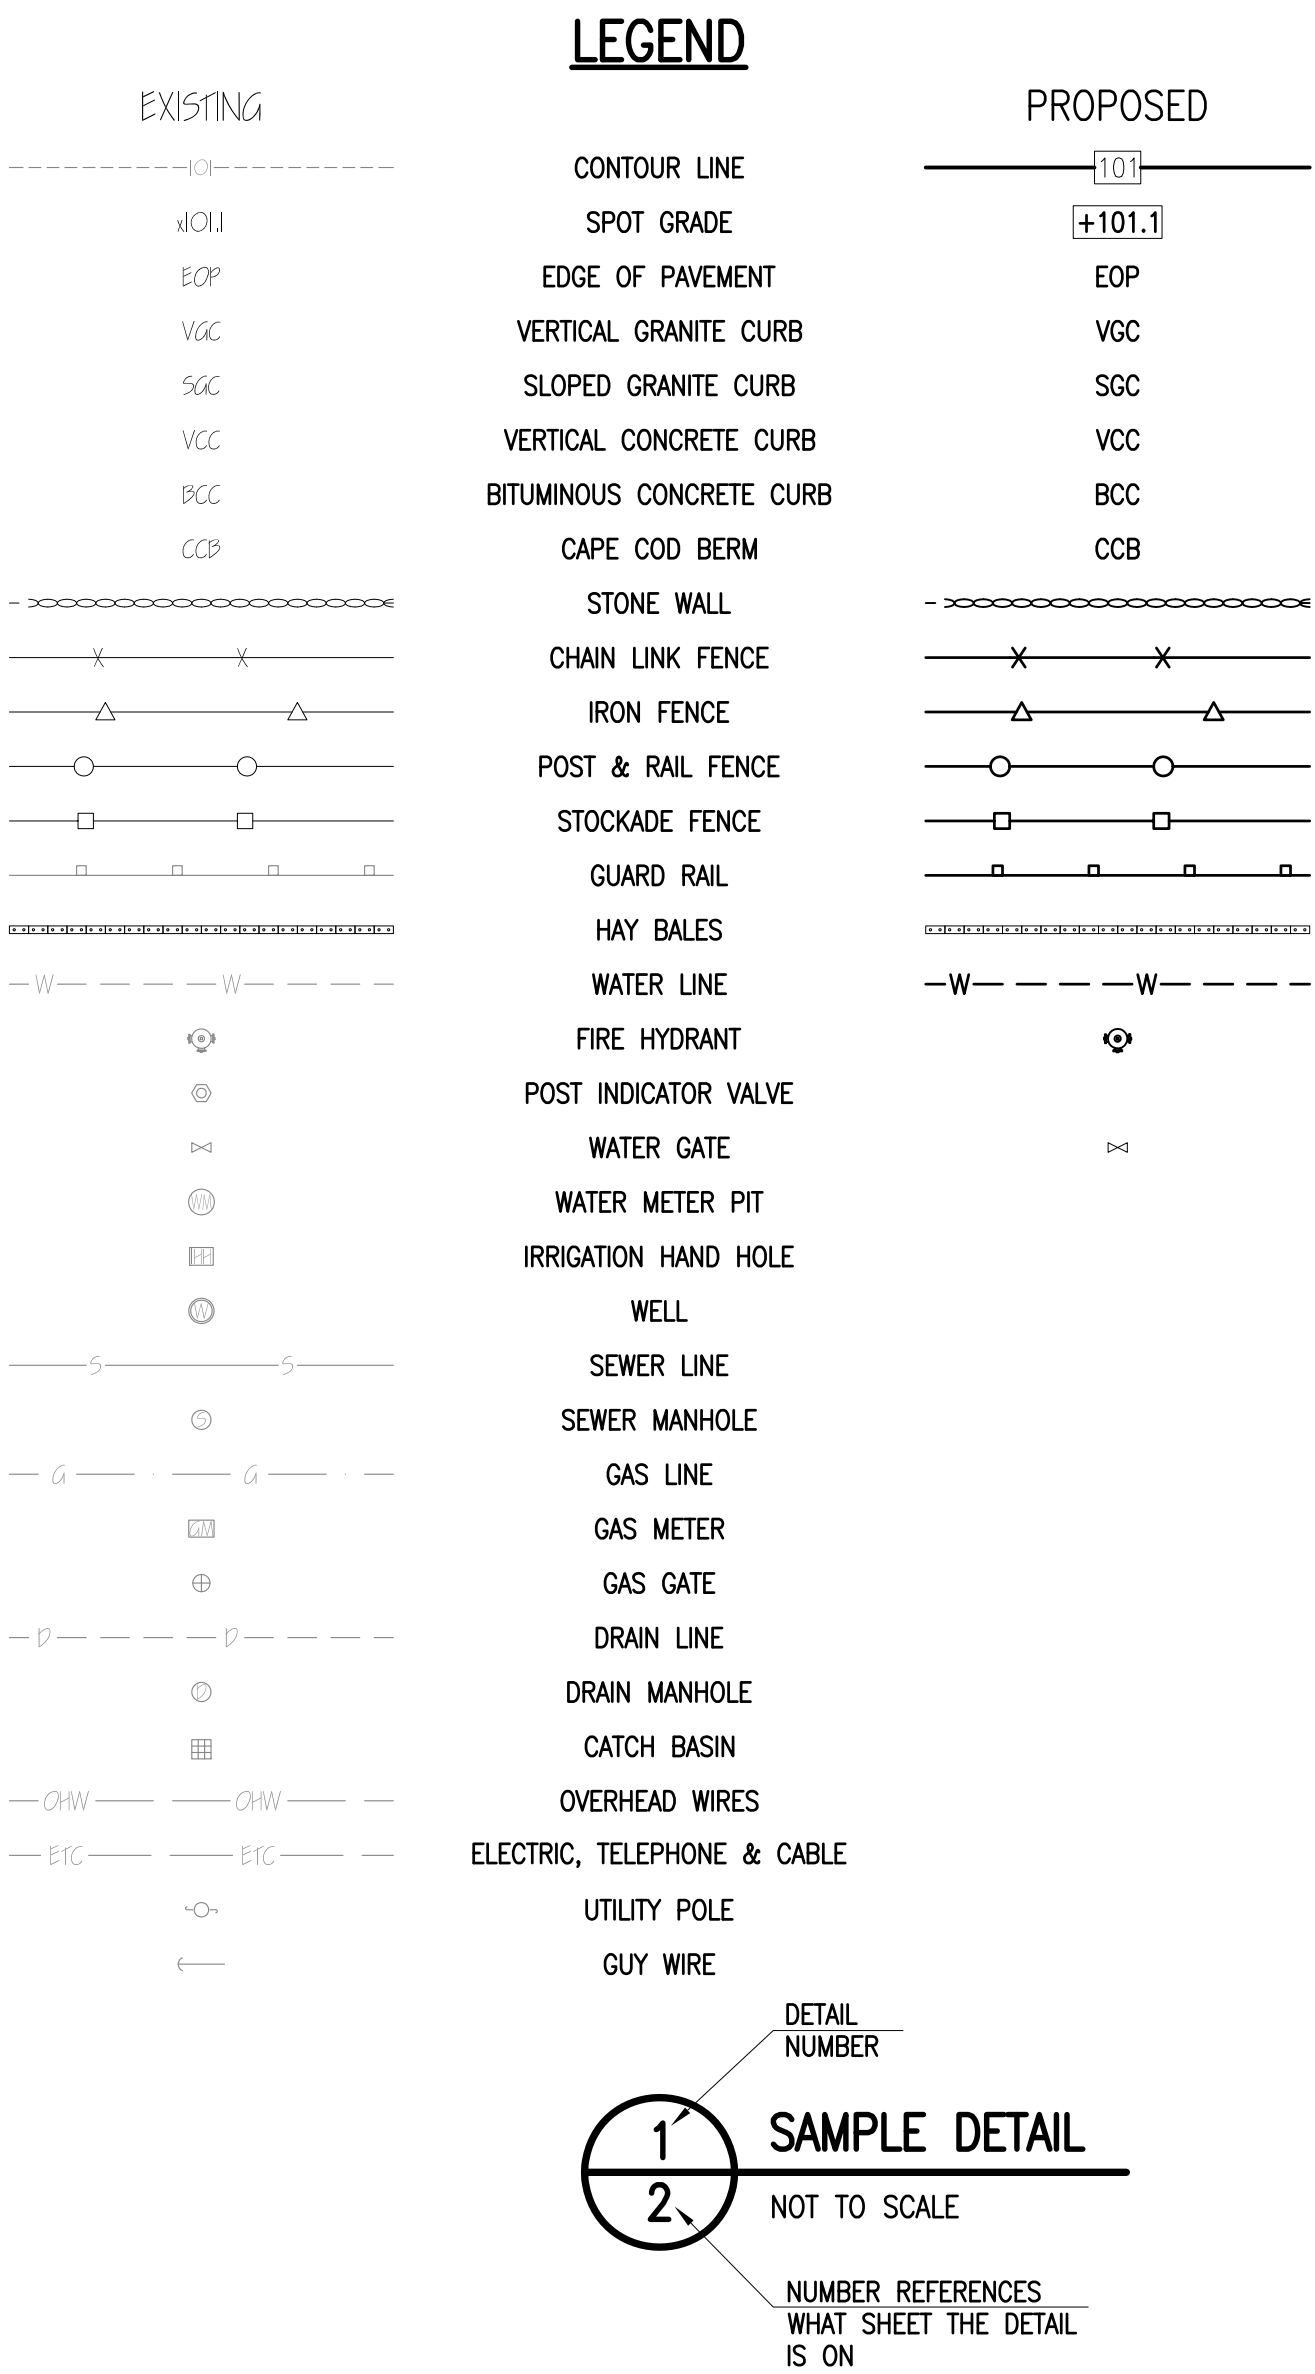 LEGEND
EXISTING PROPOSED
101 CONTOUR LINE 101
x101.1 SPOT GRADE +101.1
EOP EDGE OF PAVEMENT EOP
VGC VERTICAL GRANITE CURB VGC
SGC SLOPED GRANITE CURB SGC
VCC VERTICAL CONCRETE CURB VCC
BCC BITUMINOUS CONCRETE CURB BCC
CCB CAPE COD BERM CCB
STONE WALL
CHAIN LINK FENCE
IRON FENCE
POST & RAIL FENCE
STOCKADE FENCE
GUARD RAIL
HAY BALES
W W WATER LINE W W
FIRE HYDRANT
POST INDICATOR VALVE
WATER GATE
WM WATER METER PIT
HH IRRIGATION HAND HOLE
W WELL
S S SEWER LINE
S SEWER MANHOLE
G G GAS LINE
GM GAS METER
GAS GATE
D D DRAIN LINE
D DRAIN MANHOLE
CATCH BASIN
OHW OHW OVERHEAD WIRES
ETC ETC ELECTRIC, TELEPHONE & CABLE
UTILITY POLE
GUY WIRE
DETAIL
NUMBER
1 SAMPLE DETAIL
2 NOT TO SCALE
NUMBER REFERENCES
WHAT SHEET THE DETAIL
IS ON